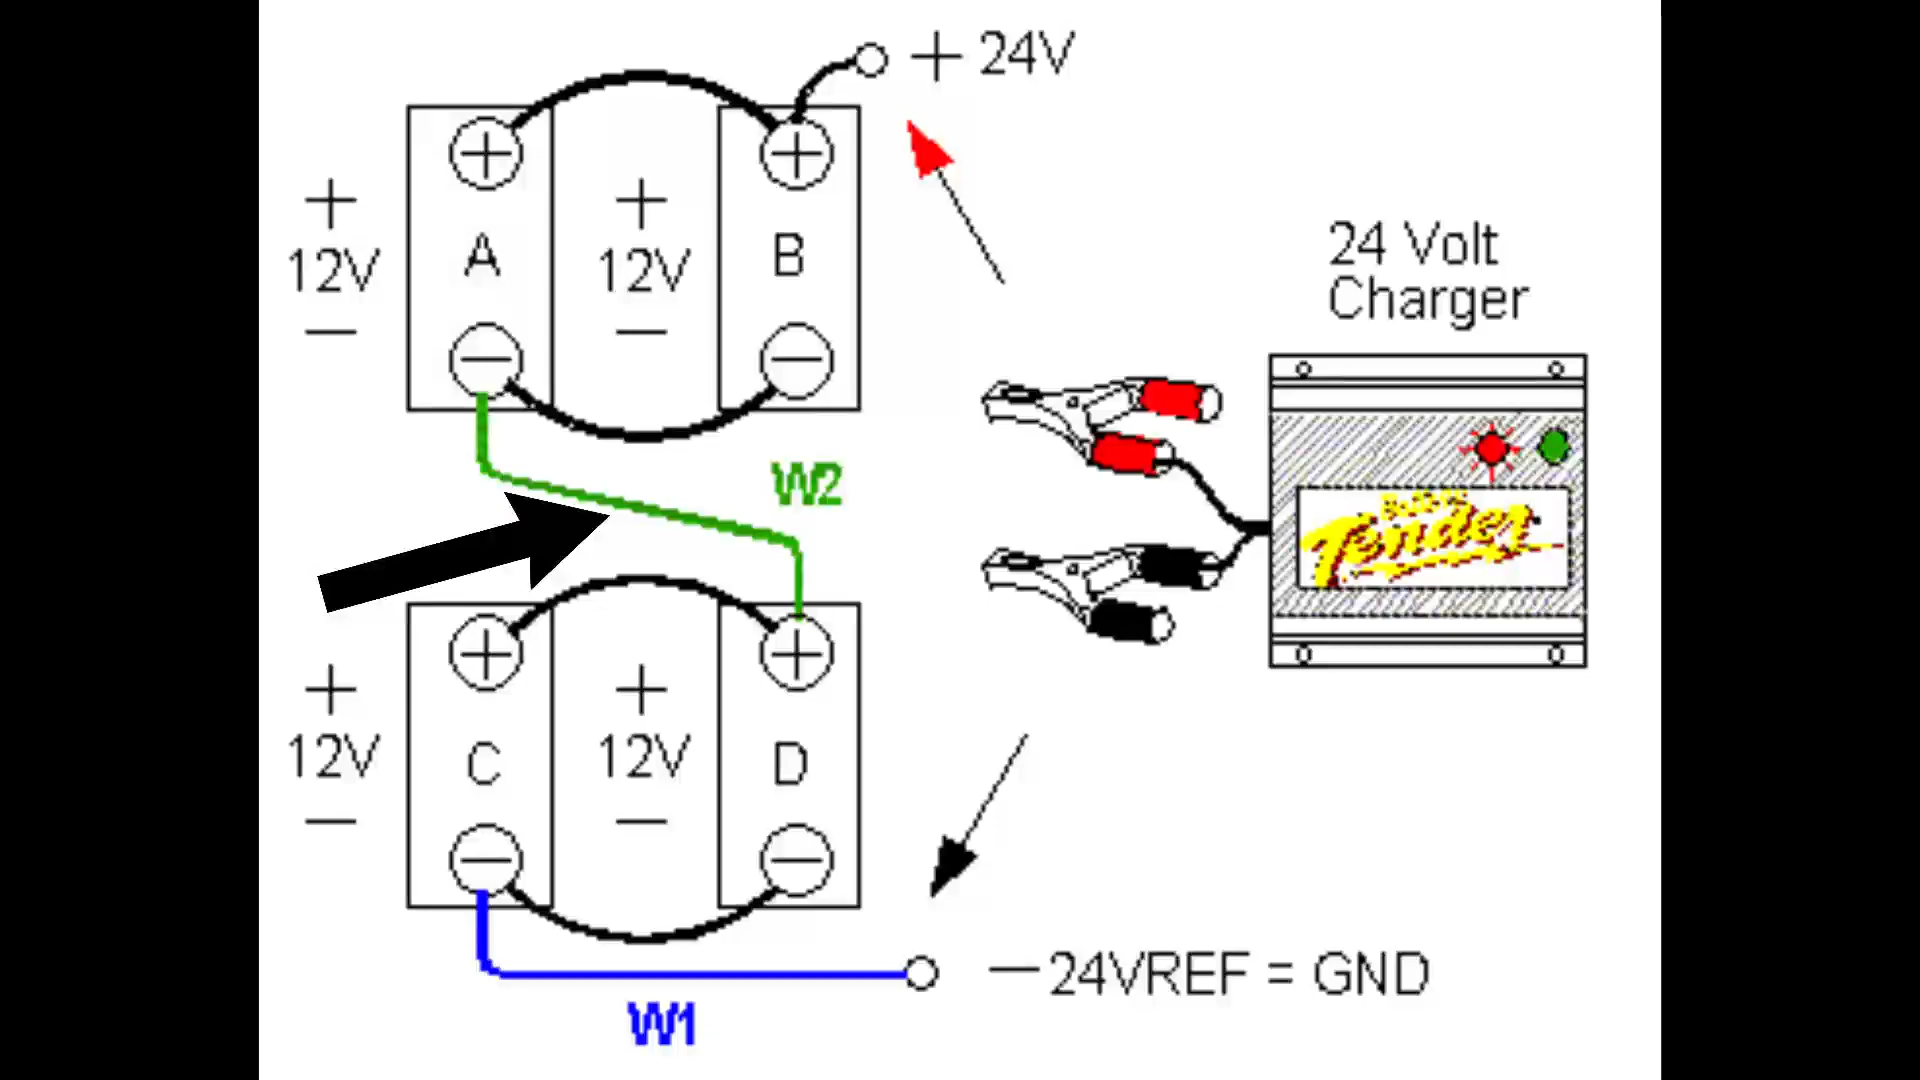 + 24V
+ +
A B
+ +
12V 12V
− −
− −
24 Volt
Charger
W2
Tender
+ +
+ +
12V 12V
C D
− −
− −
−24VREF = GND
W1